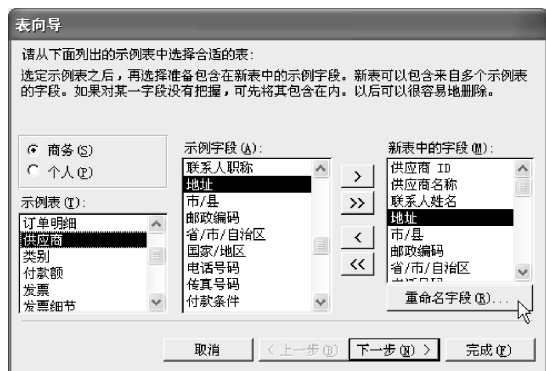 表向导
请从下面列出的示例表中选择合适的表:
选定示例表之后，再选择准备包含在新表中的示例字段。新表可以包含来自多个示例表
的字段。如果对某一字段没有把握，可先将其包含在内。以后可以很容易地删除。
商务(S)
个人(P)
示例表(T):
订单明细
供应商
类别
付款额
发票
发票细节
示例字段(A):
联系人职称
地址
市/县
邮政编码
省/市/自治区
国家/地区
电话号码
传真号码
付款条件
>
>>
<
<<
新表中的字段(M):
供应商 ID
供应商名称
联系人姓名
地址
市/县
邮政编码
省/市/自治区
重命名字段(R)...
取消
< 上一步(B)
下一步(N) >
完成(F)